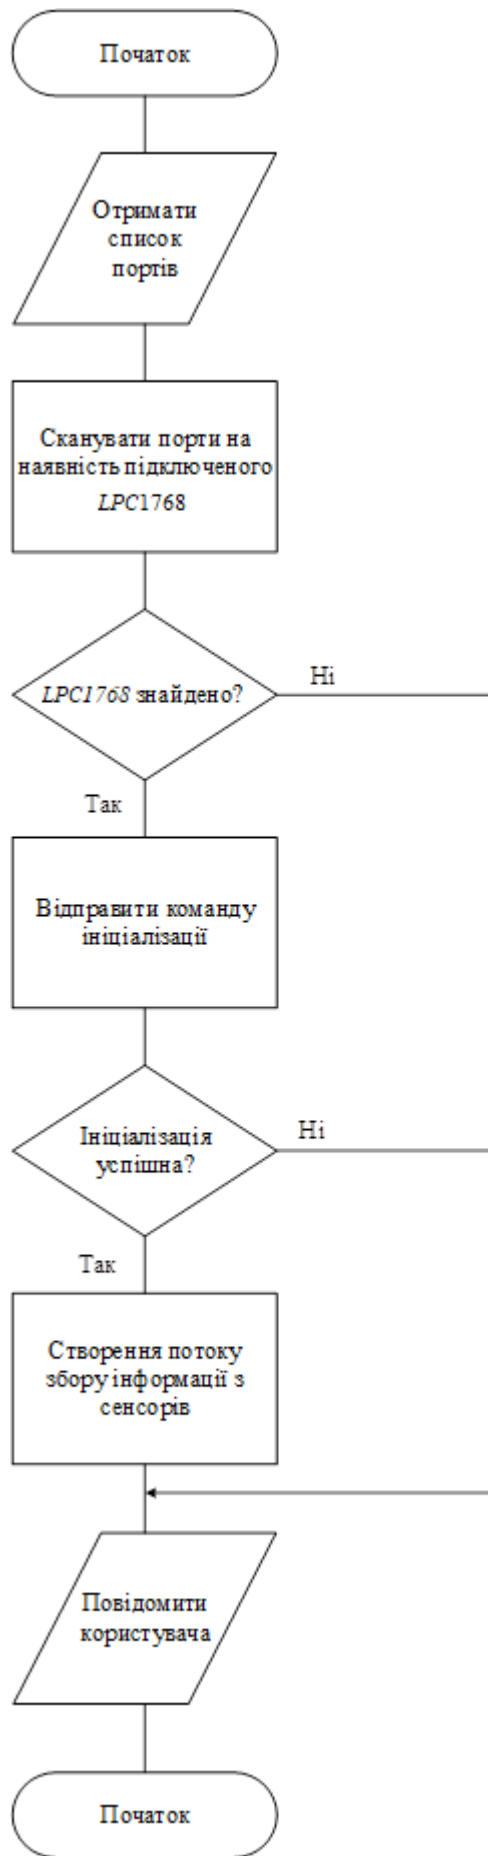 Початок
Отримати
список
портів
Сканувати порти на
наявність підключеного
LPC1768
LPC1768 знайдено?
Ні
Так
Відправити команду
ініціалізації
Ініціалізація
успішна?
Ні
Так
Створення потоку
збору інформації з
сенсорів
Повідомити
користувача
Початок